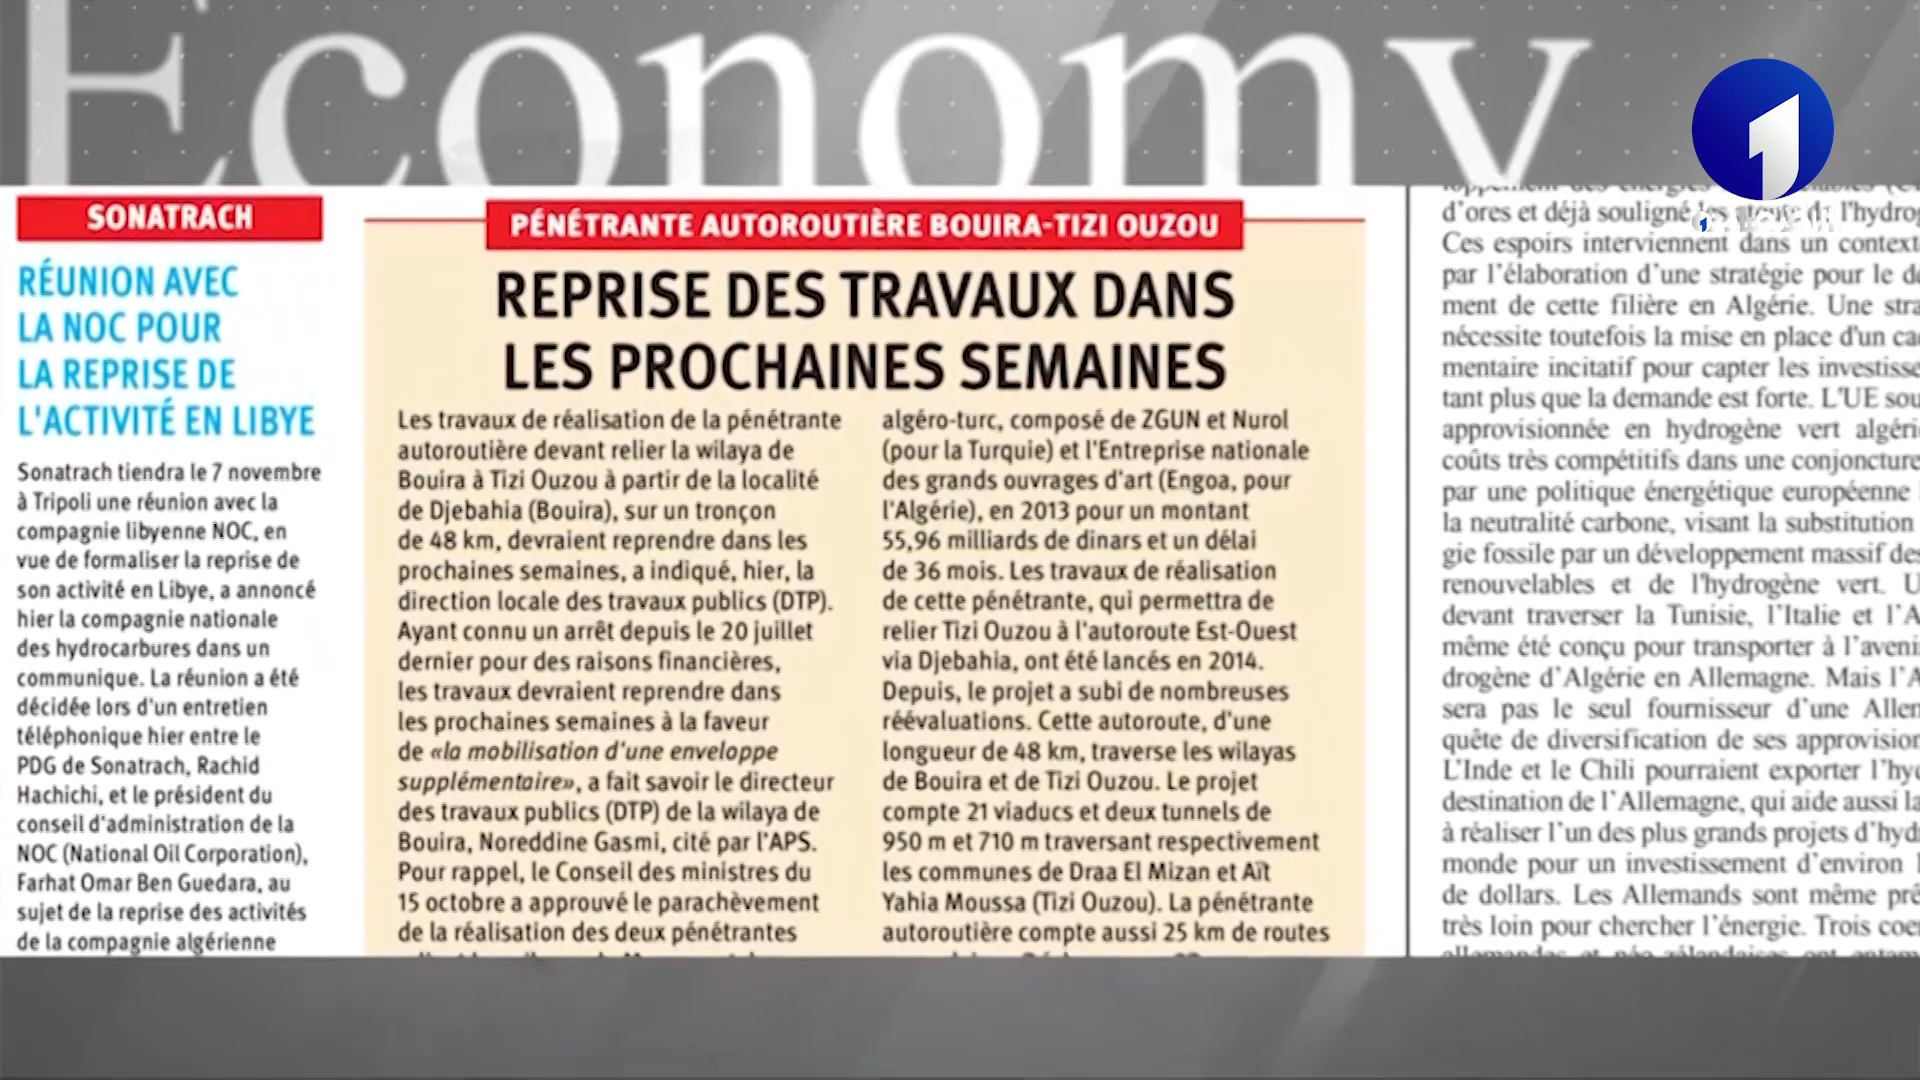 Economy
SONATRACH
RÉUNION AVEC
LA NOC POUR
LA REPRISE DE
L'ACTIVITÉ EN LIBYE
Sonatrach tiendra le 7 novembre
à Tripoli une réunion avec la
compagnie libyenne NOC, en
vue de formaliser la reprise de
son activité en Libye, a annoncé
hier la compagnie nationale
des hydrocarbures dans un
communique. La réunion a été
décidée lors d'un entretien
téléphonique hier entre le
PDG de Sonatrach, Rachid
Hachichi, et le président du
conseil d'administration de la
NOC (National Oil Corporation),
Farhat Omar Ben Guedara, au
sujet de la reprise des activités
de la compagnie algérienne
PÉNÉTRANTE AUTOROUTIÈRE BOUIRA-TIZI OUZOU
REPRISE DES TRAVAUX DANS
LES PROCHAINES SEMAINES
Les travaux de réalisation de la pénétrante
autoroutière devant relier la wilaya de
Bouira à Tizi Ouzou à partir de la localité
de Djebahia (Bouira), sur un tronçon
de 48 km, devraient reprendre dans les
prochaines semaines, a indiqué, hier, la
direction locale des travaux publics (DTP).
Ayant connu un arrêt depuis le 20 juillet
dernier pour des raisons financières,
les travaux devraient reprendre dans
les prochaines semaines à la faveur
de «la mobilisation d'une enveloppe
supplémentaire», a fait savoir le directeur
des travaux publics (DTP) de la wilaya de
Bouira, Noreddine Gasmi, cité par l'APS.
Pour rappel, le Conseil des ministres du
15 octobre a approuvé le parachèvement
de la réalisation des deux pénétrantes
algéro-turc, composé de ZGUN et Nurol
(pour la Turquie) et l'Entreprise nationale
des grands ouvrages d'art (Engoa, pour
l'Algérie), en 2013 pour un montant
55,96 milliards de dinars et un délai
de 36 mois. Les travaux de réalisation
de cette pénétrante, qui permettra de
relier Tizi Ouzou à l'autoroute Est-Ouest
via Djebahia, ont été lancés en 2014.
Depuis, le projet a subi de nombreuses
réévaluations. Cette autoroute, d'une
longueur de 48 km, traverse les wilayas
de Bouira et de Tizi Ouzou. Le projet
compte 21 viaducs et deux tunnels de
950 m et 710 m traversant respectivement
les communes de Draa El Mizan et Aït
Yahia Moussa (Tizi Ouzou). La pénétrante
autoroutière compte aussi 25 km de routes
d'ores et déjà souligné les l'hydrog
Ces espoirs interviennent dans un context
par l'élaboration d'une stratégie pour le dé
ment de cette filière en Algérie. Une stra
nécessite toutefois la mise en place d'un ca
mentaire incitatif pour capter les investisse
tant plus que la demande est forte. L'UE sou
approvisionnée en hydrogène vert algéri
coûts très compétitifs dans une conjoncture
par une politique énergétique européenne
la neutralité carbone, visant la substitution
gie fossile par un développement massif des
renouvelables et de l'hydrogène vert. U
devant traverser la Tunisie, l'Italie et l'A
même été conçu pour transporter à l'aveni
drogène d'Algérie en Allemagne. Mais l'A
sera pas le seul fournisseur d'une Allem
quête de diversification de ses approvision
L'Inde et le Chili pourraient exporter l'hy
destination de l'Allemagne, qui aide aussi la
à réaliser l'un des plus grands projets d'hyd
monde pour un investissement d'environ
de dollars. Les Allemands sont même prê
très loin pour chercher l'énergie. Trois